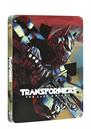 TRANSFORMERS
THE LAST KNIGHT